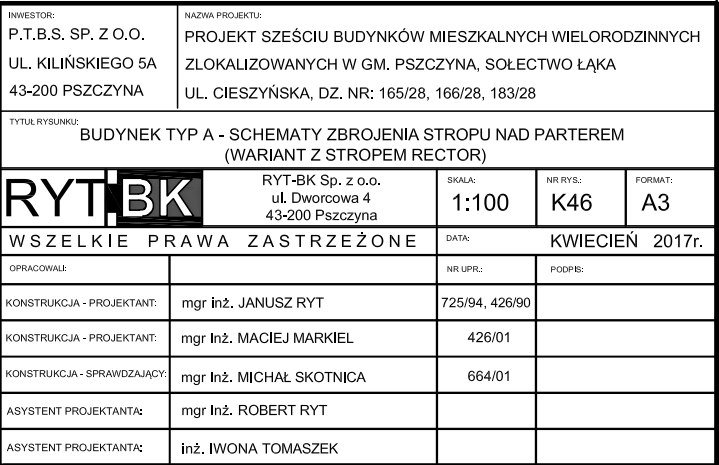 INWESTOR:
P.T.B.S. SP. Z O.O.
UL. KILIŃSKIEGO 5A
43-200 PSZCZYNA
NAZWA PROJEKTU:
PROJEKT SZEŚCIU BUDYNKÓW MIESZKALNYCH WIELORODZINNYCH
ZLOKALIZOWANYCH W GM. PSZCZYNA, SOŁECTWO ŁĄKA
UL. CIESZYŃSKA, DZ. NR: 165/28, 166/28, 183/28
TYTUŁ RYSUNKU:
BUDYNEK TYP A - SCHEMATY ZBROJENIA STROPU NAD PARTEREM
(WARIANT Z STROPEM RECTOR)
RYT BK
RYT-BK Sp. z o.o.
ul. Dworcowa 4
43-200 Pszczyna
SKALA:
1:100
NR RYS.:
K46
FORMAT:
A3
WSZELKIE PRAWA ZASTRZEŻONE
DATA:
KWIECIEŃ 2017r.
OPRACOWALI:
NR UPR.:
PODPIS:
KONSTRUKCJA - PROJEKTANT:
mgr inż. JANUSZ RYT
725/94, 426/90
KONSTRUKCJA - PROJEKTANT:
mgr inż. MACIEJ MARKIEL
426/01
KONSTRUKCJA - SPRAWDZAJĄCY:
mgr inż. MICHAŁ SKOTNICA
664/01
ASYSTENT PROJEKTANTA:
mgr inż. ROBERT RYT
ASYSTENT PROJEKTANTA:
inż. IWONA TOMASZEK